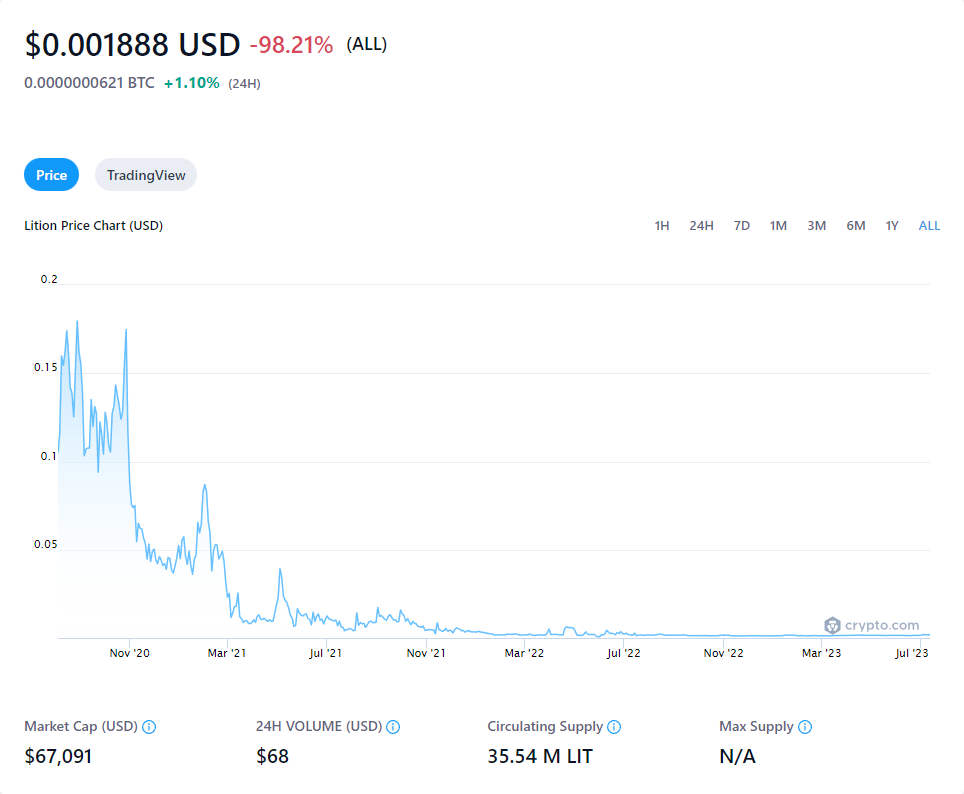 $0.001888 USD -98.21% (ALL)
0.0000000621 BTC +1.10% (24H)
Price TradingView
Lition Price Chart (USD) 1H 24H 7D 1M 3M 6M 1Y ALL
0.2
0.15
0.1
0.05
crypto.com
Nov '20 Mar '21 Jul '21 Nov '21 Mar '22 Jul '22 Nov '22 Mar '23 Jul '23
Market Cap (USD) 24H VOLUME (USD) Circulating Supply Max Supply
$67,091 $68 35.54 M LIT N/A